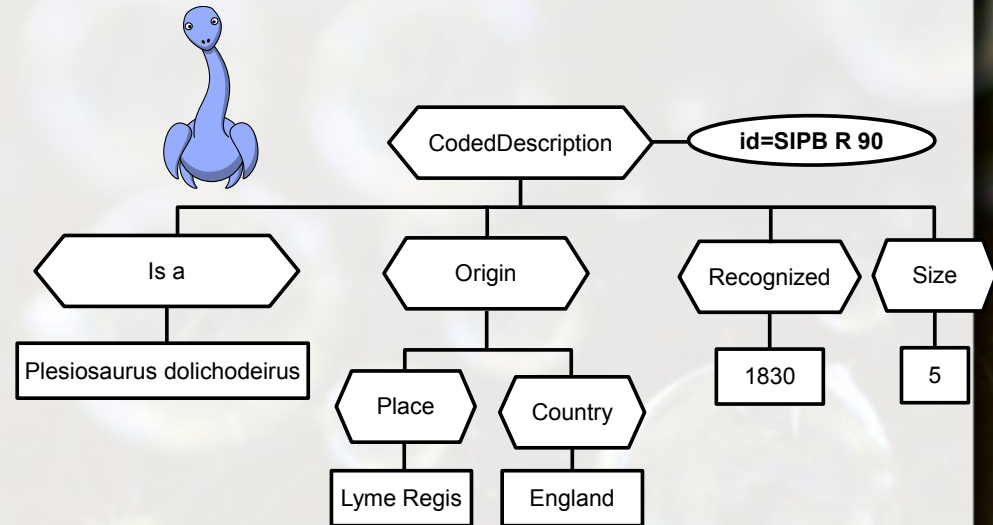 CodedDescription
id=SIPB R 90
Is a
Origin
Recognized
Size
Plesiosaurus dolichodeirus
Place
Country
1830
5
Lyme Regis
England